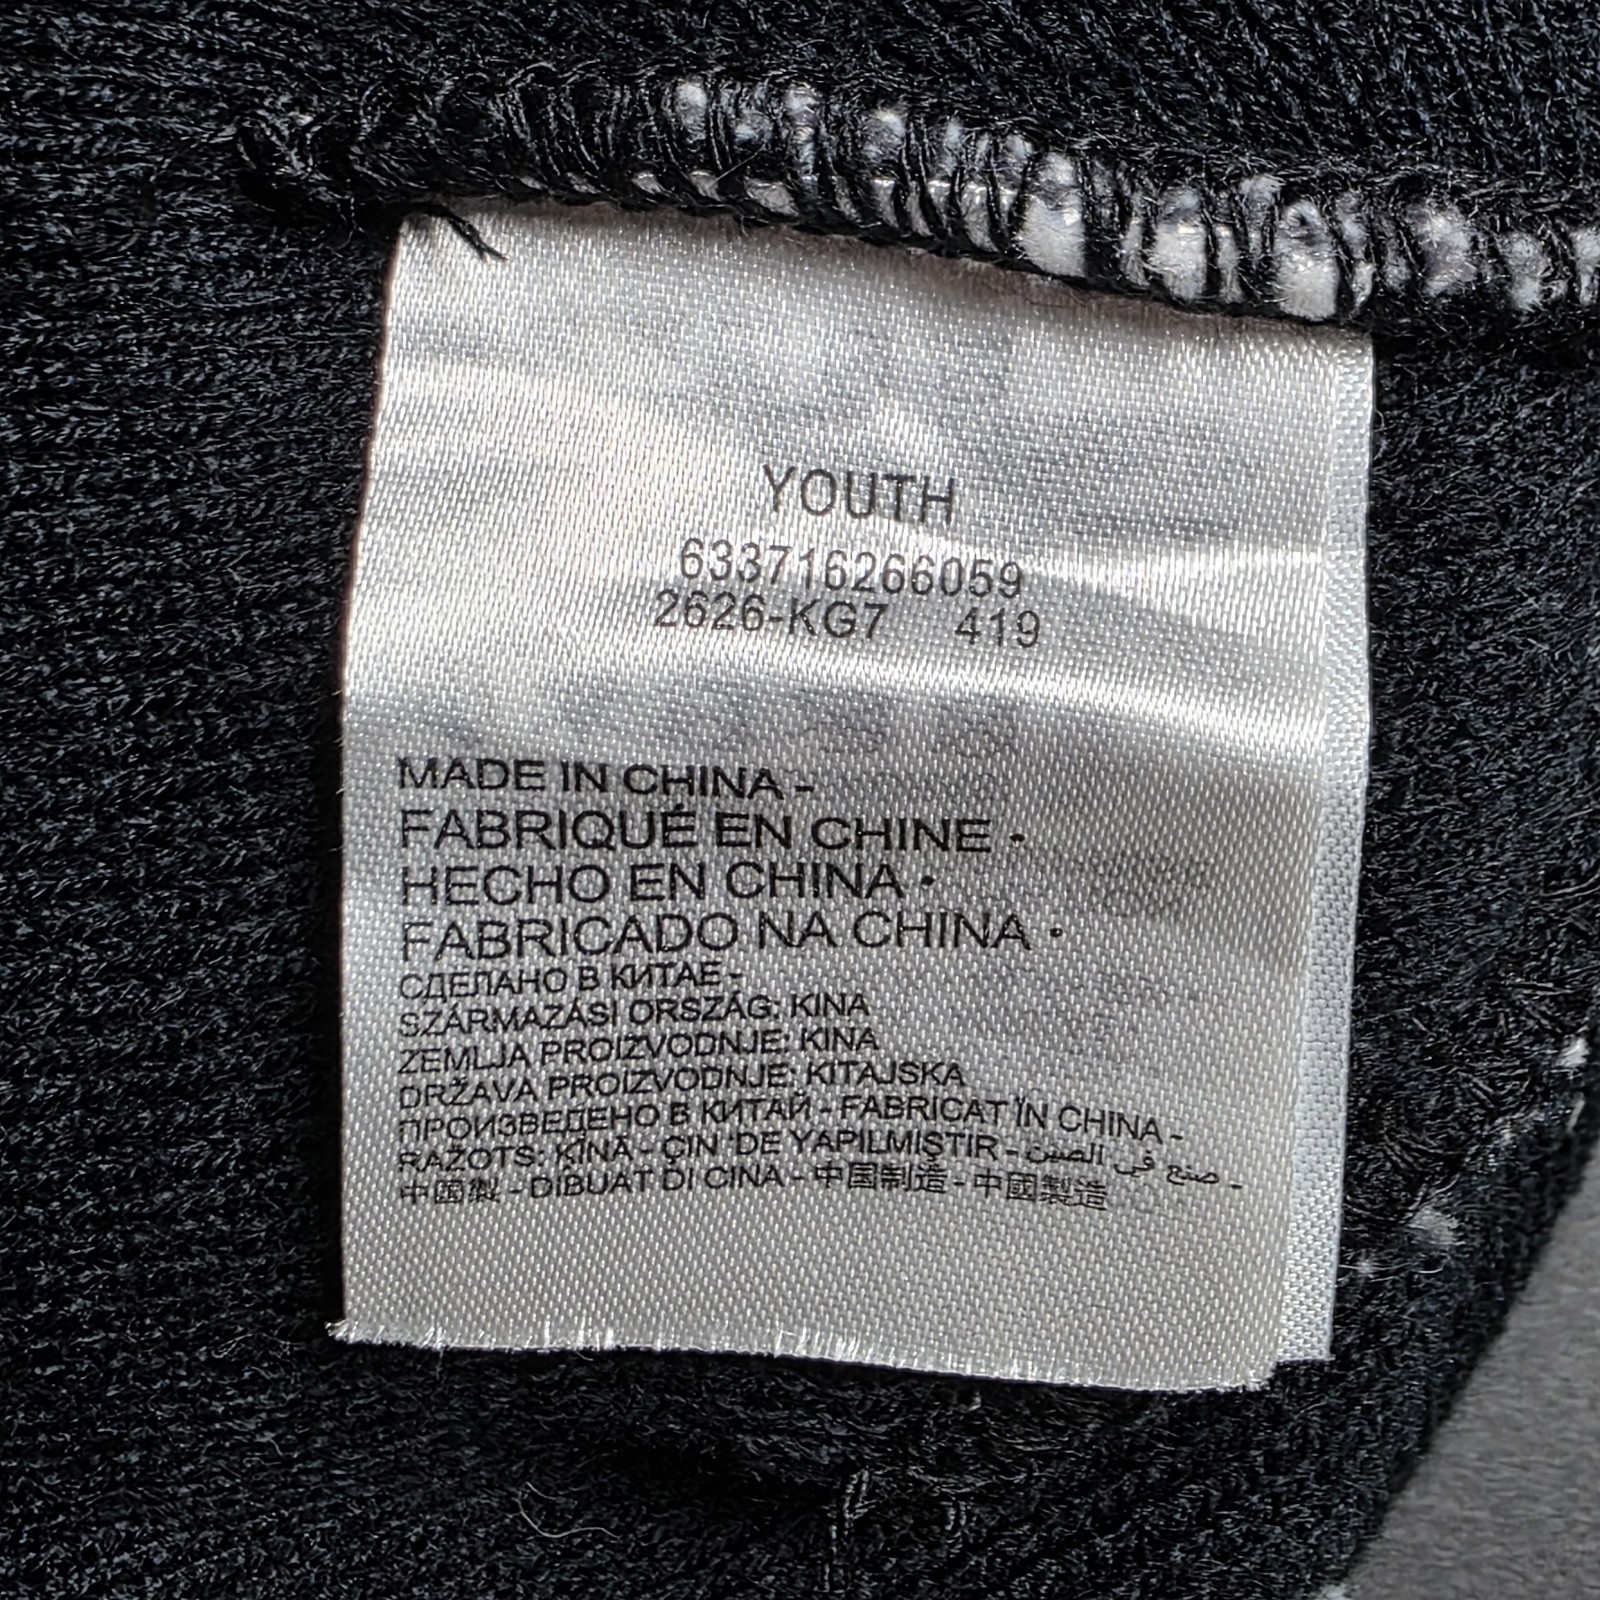 YOUTH
633716266059
2626-KG7 419
MADE IN CHINA -
FABRIQUÉ EN CHINE •
HECHO EN CHINA •
FABRICADO NA CHINA •
СДЕЛАНО В КИТАЕ -
SZÁRMAZÁSI ORSZÁG: KINA
ZEMLJA PROIZVODNJE: KINA
DRŽAVA PROIZVODNJE: KITAJSKA
ПРОИЗВЕДЕНО В КИТАЙ - FABRICAT ÎN CHINA -
RAŽOTS: ĶĪNĀ - ÇIN 'DE YAPILMIŞTIR - صنع في الصين -
中國製 - DIBUAT DI CINA - 中国制造 - 中國製造